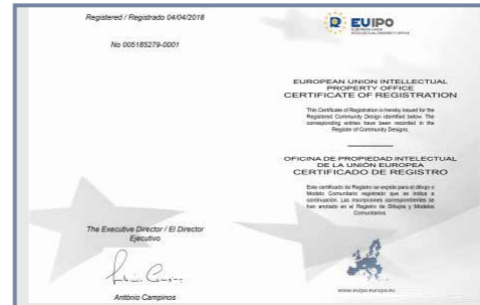 Registered / Registrado 04/04/2018
No 005185279-0001
The Executive Director / El Director
Ejecutivo
António Campinos
EUIPO
EUROPEAN UNION
INTELLECTUAL PROPERTY OFFICE
EUROPEAN UNION INTELLECTUAL
PROPERTY OFFICE
CERTIFICATE OF REGISTRATION
This Certificate of Registration is hereby issued for the
Registered Community Design identified below. The
corresponding entries have been recorded in the
Register of Community Designs.
OFICINA DE PROPIEDAD INTELECTUAL
DE LA UNIÓN EUROPEA
CERTIFICADO DE REGISTRO
Este certificado de Registro se expide para el dibujo o
Modelo Comunitario registrado que se indica a
continuación. Las inscripciones correspondientes se
han anotado en el Registro de Dibujos y Modelos
Comunitarios.
www.euipo.europa.eu